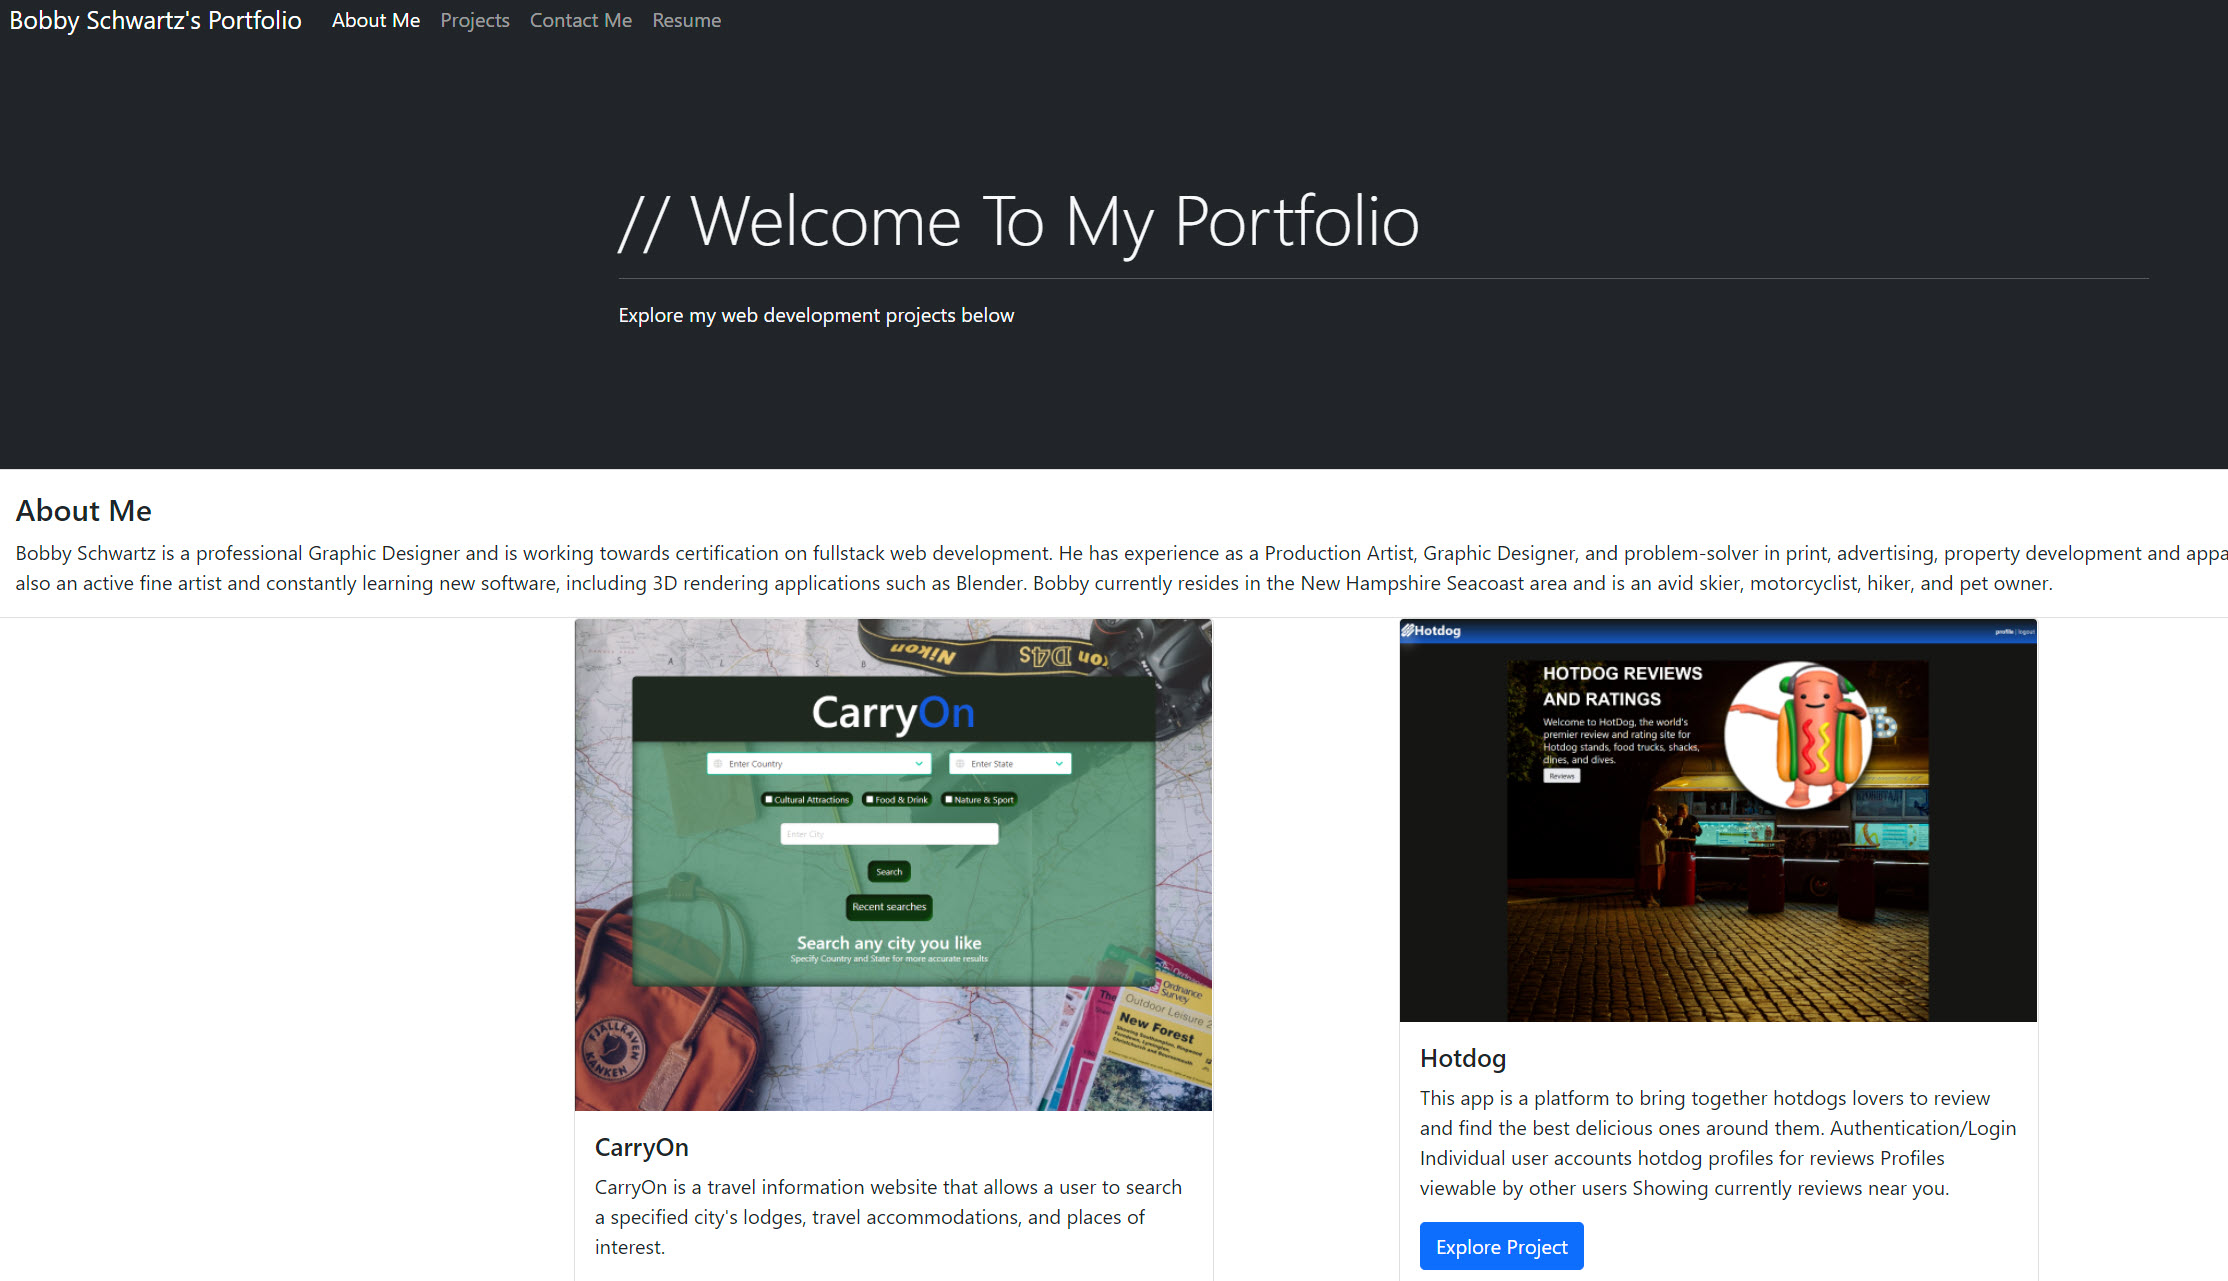 Bobby Schwartz's Portfolio About Me Projects Contact Me Resume
// Welcome To My Portfolio
Explore my web development projects below
About Me
Bobby Schwartz is a professional Graphic Designer and is working towards certification on fullstack web development. He has experience as a Production Artist, Graphic Designer, and problem-solver in print, advertising, property development and appa
also an active fine artist and constantly learning new software, including 3D rendering applications such as Blender. Bobby currently resides in the New Hampshire Seacoast area and is an avid skier, motorcyclist, hiker, and pet owner.
Nikon
on D4S
CarryOn
Enter Country
Enter State
Cultural Attractions
Food & Drink
Nature & Sport
Enter City
Search
Recent searches
Search any city you like
Specify Country and State for more accurate results
FJALLRAVEN
KANKEN
Ordnance
Survey
Outdoor Leisure 2
New Forest
CarryOn
CarryOn is a travel information website that allows a user to search
a specified city's lodges, travel accommodations, and places of
interest.
Hotdog
profile | logout
HOTDOG REVIEWS
AND RATINGS
Welcome to HotDog, the world's
premier review and rating site for
Hotdog stands, food trucks, shacks,
dines, and dives.
Reviews
Hotdog
This app is a platform to bring together hotdogs lovers to review
and find the best delicious ones around them. Authentication/Login
Individual user accounts hotdog profiles for reviews Profiles
viewable by other users Showing currently reviews near you.
Explore Project